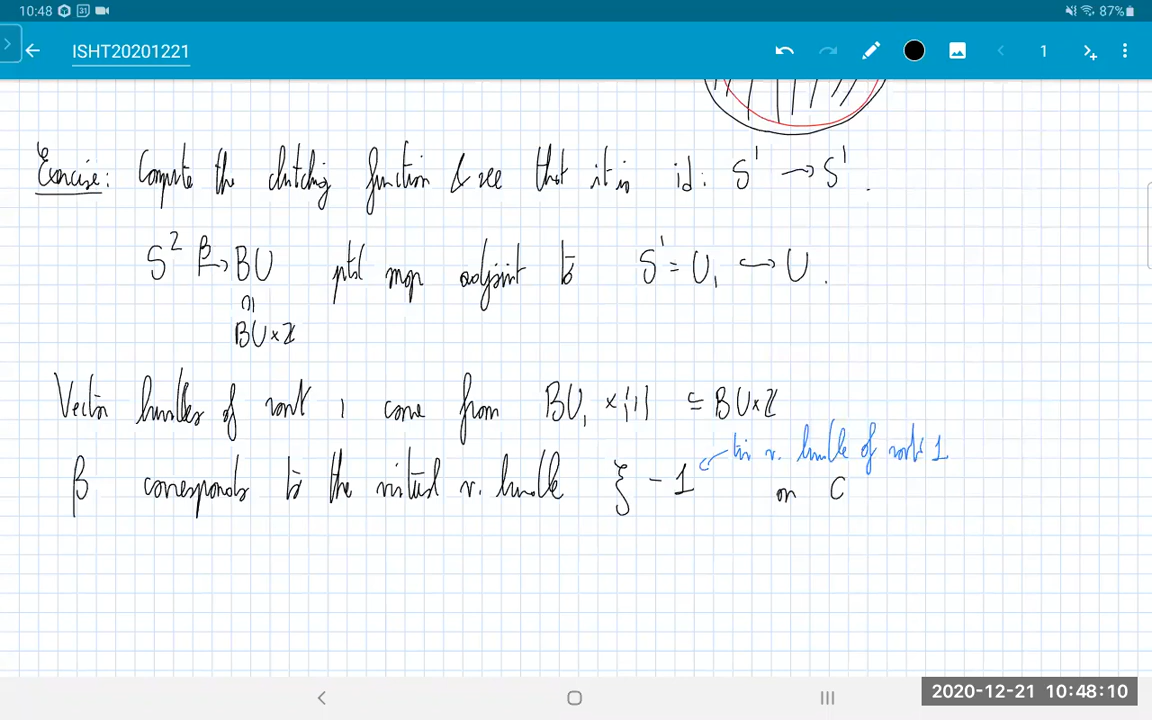 10:48 31 87%
ISHT20201221 1
Exercise: Compute the clutching function & see that it is id: S¹ → S¹.
S² →^β BU ptd map adjoint to S¹ = U₁ ↪ U.
∩|
BU×ℤ
Vector bundles of rank 1 come from BU₁ × {1} ⊆ BU×ℤ
triv v. bundle of rank 1
β corresponds to the virtual v. bundle ξ - 1 on C
2020-12-21 10:48:10